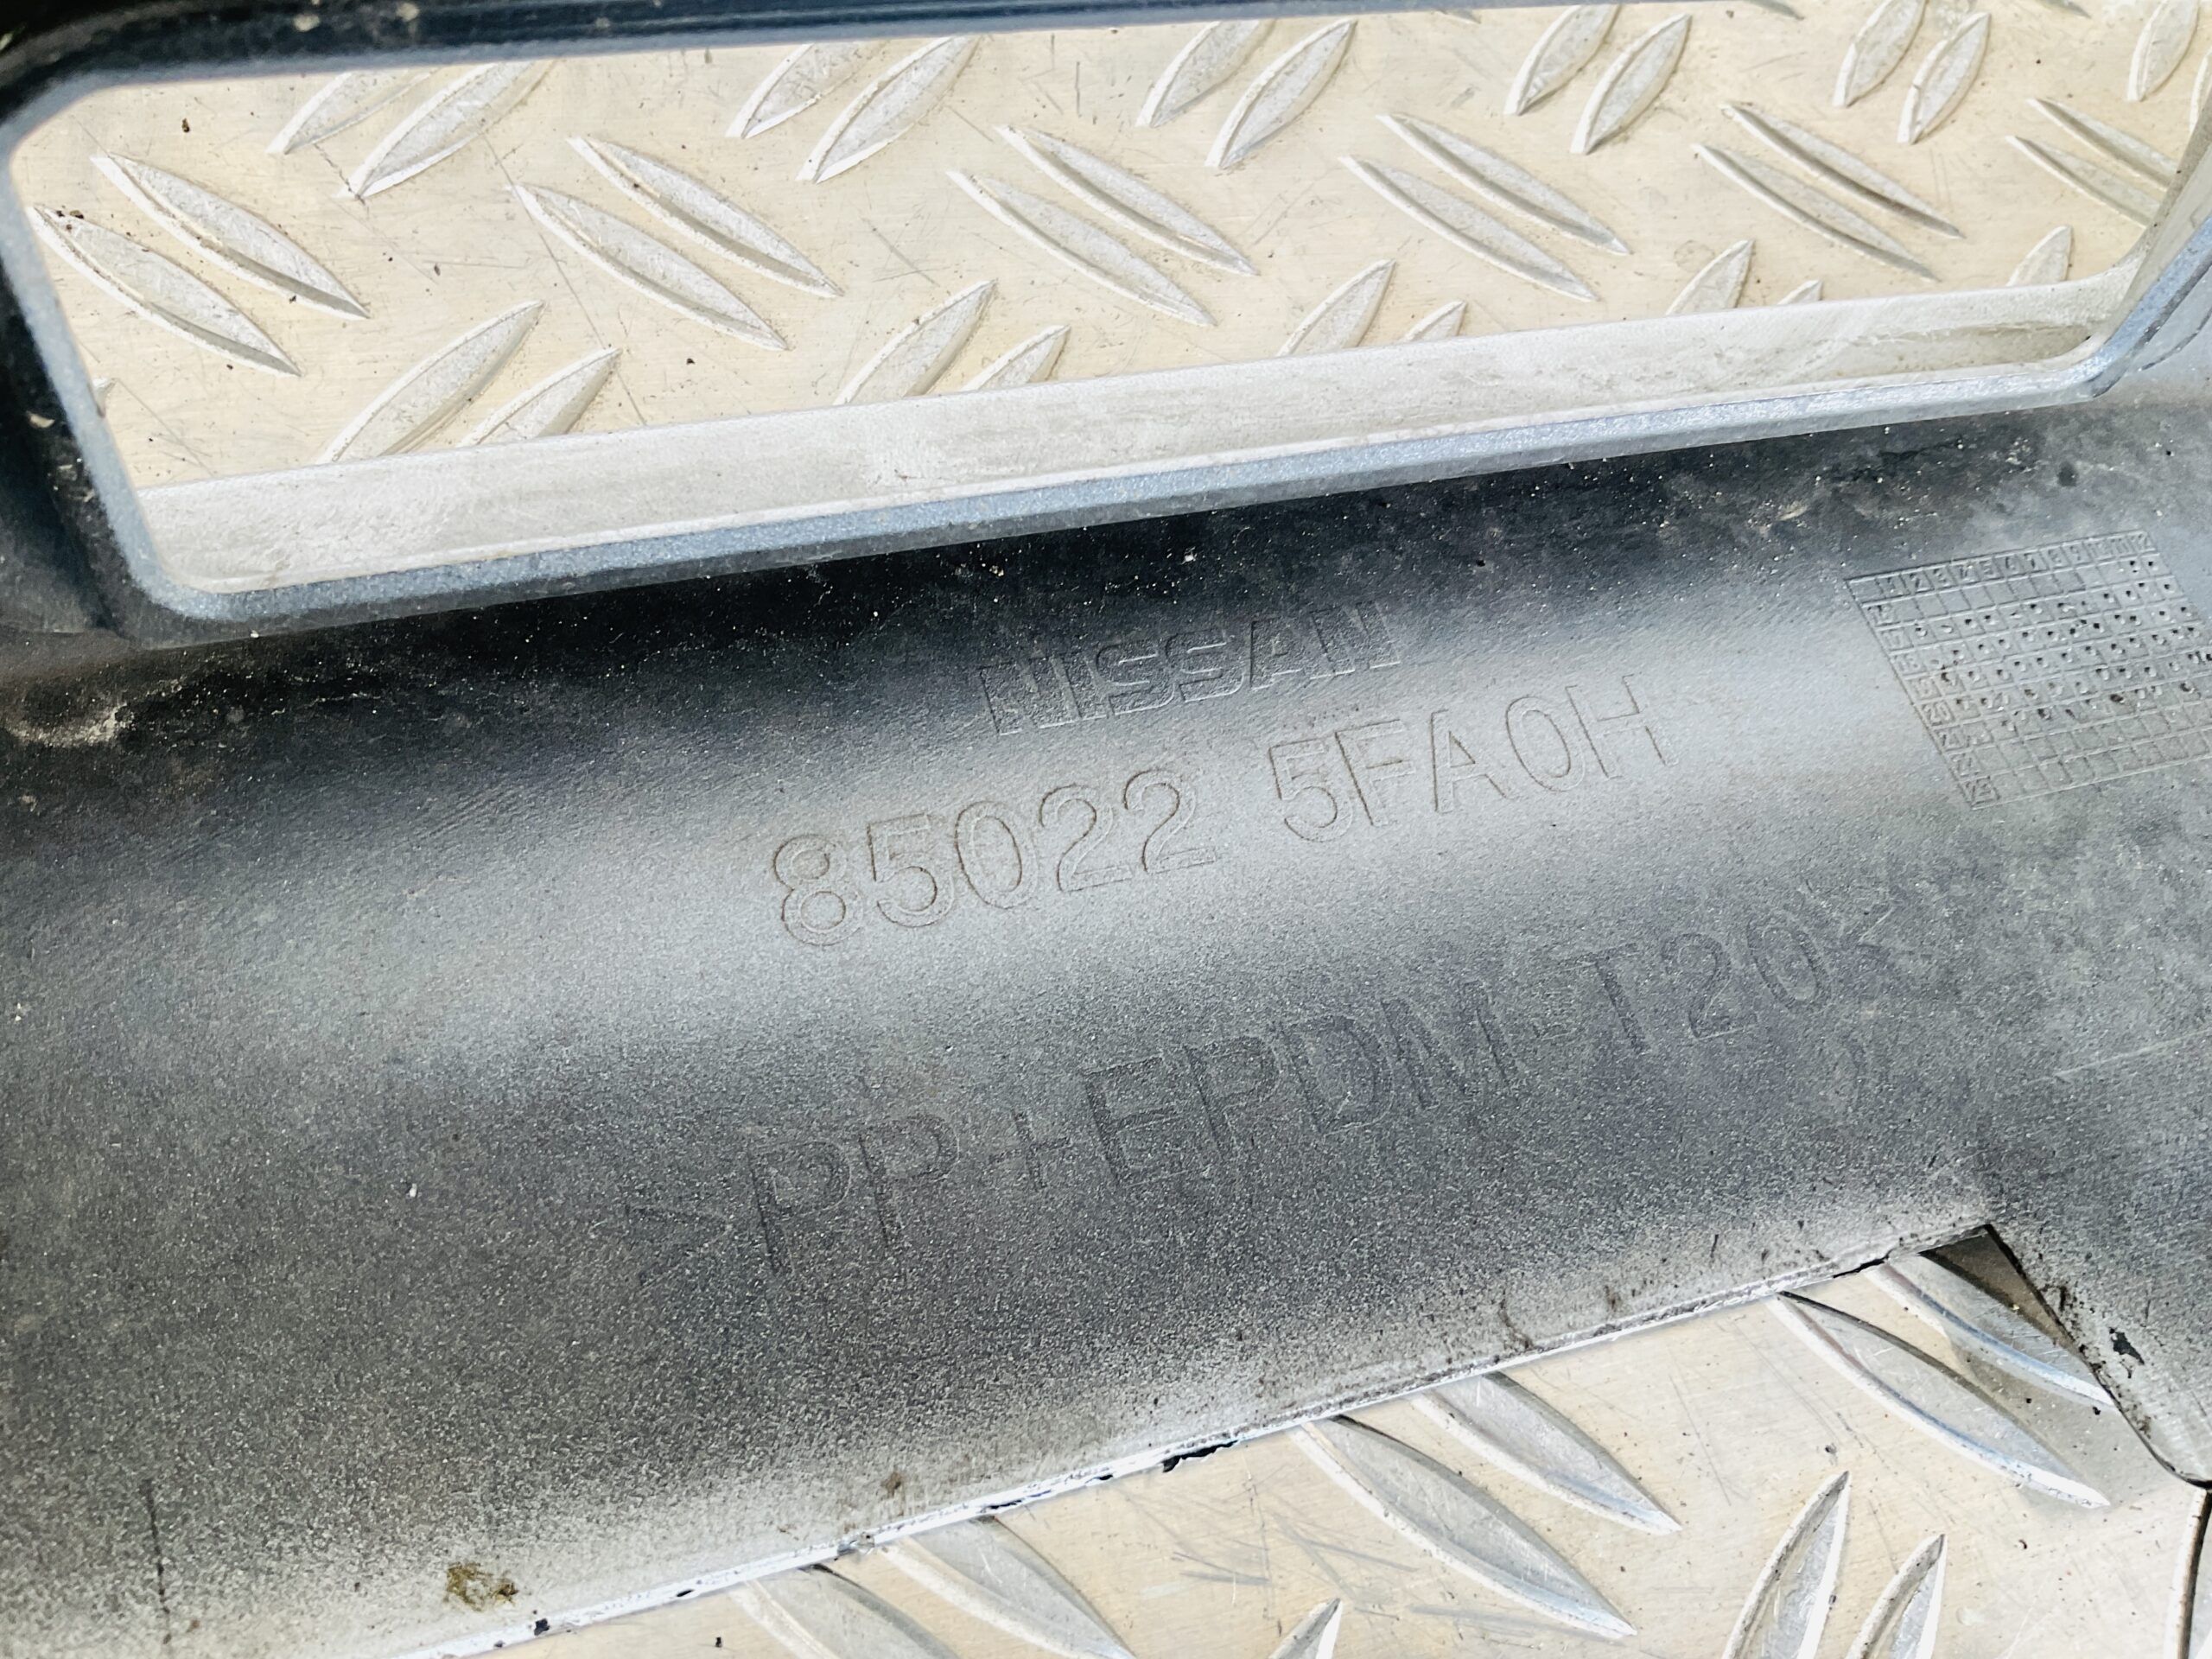 NISSAN
85022 5FA0H
>PP+EPDM-T20<